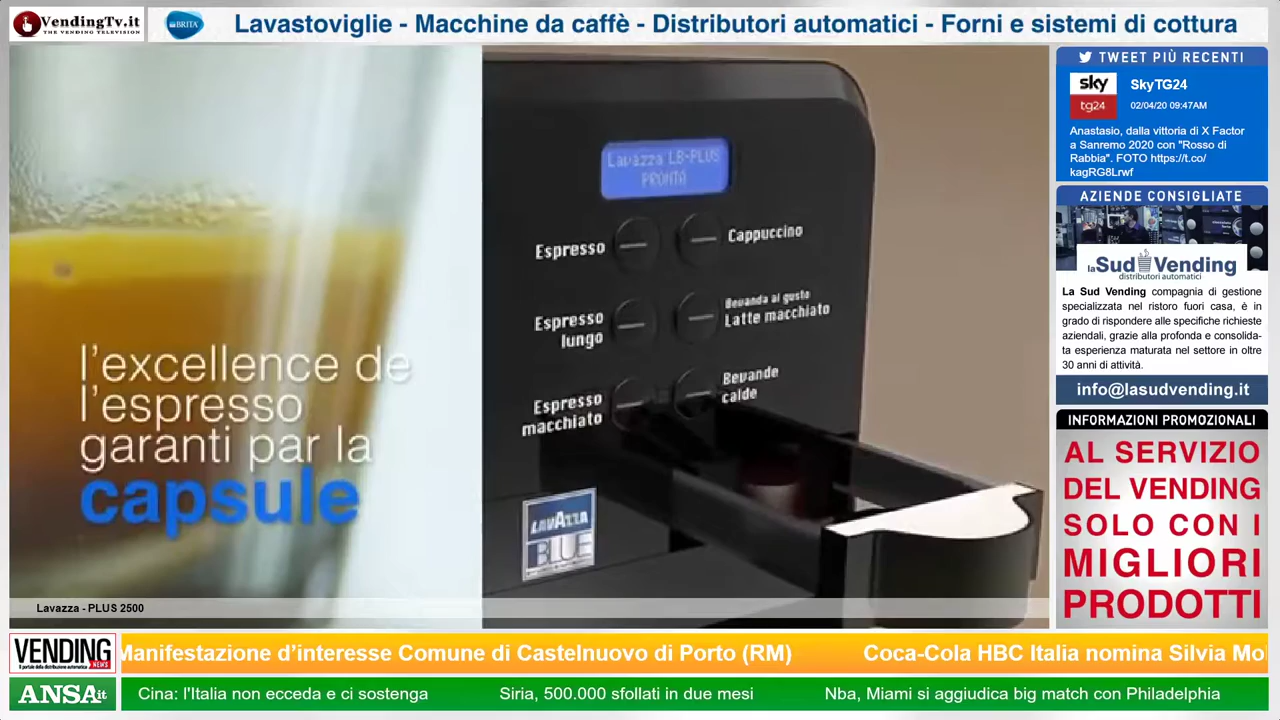 VendingTv.it
THE VENDING TELEVISION
BRITA
Lavastoviglie - Macchine da caffè - Distributori automatici - Forni e sistemi di cottura
l'excellence de
l'espresso
garanti par la
capsule
Lavazza LB-PLUS
PRONTA
Espresso
Cappuccino
Espresso
lungo
Bevanda al gusto
Latte macchiato
Espresso
macchiato
Bevande
calde
LAVAZZA
BLUE
Lavazza - PLUS 2500
TWEET PIÙ RECENTI
sky
tg24
SkyTG24
02/04/20 09:47AM
Anastasio, dalla vittoria di X Factor
a Sanremo 2020 con "Rosso di
Rabbia". FOTO https://t.co/
kagRG8Lrwf
AZIENDE CONSIGLIATE
la Sud Vending
distributori automatici
La Sud Vending compagnia di gestione
specializzata nel ristoro fuori casa, è in
grado di rispondere alle specifiche richieste
aziendali, grazie alla profonda e consolida-
ta esperienza maturata nel settore in oltre
30 anni di attività.
info@lasudvending.it
INFORMAZIONI PROMOZIONALI
AL SERVIZIO
DEL VENDING
SOLO CON I
MIGLIORI
PRODOTTI
VENDING
NEWS
Il portale della distribuzione automatica
Manifestazione d'interesse Comune di Castelnuovo di Porto (RM) Coca-Cola HBC Italia nomina Silvia Mol
ANSA it
Cina: l'Italia non ecceda e ci sostenga Siria, 500.000 sfollati in due mesi Nba, Miami si aggiudica big match con Philadelphia